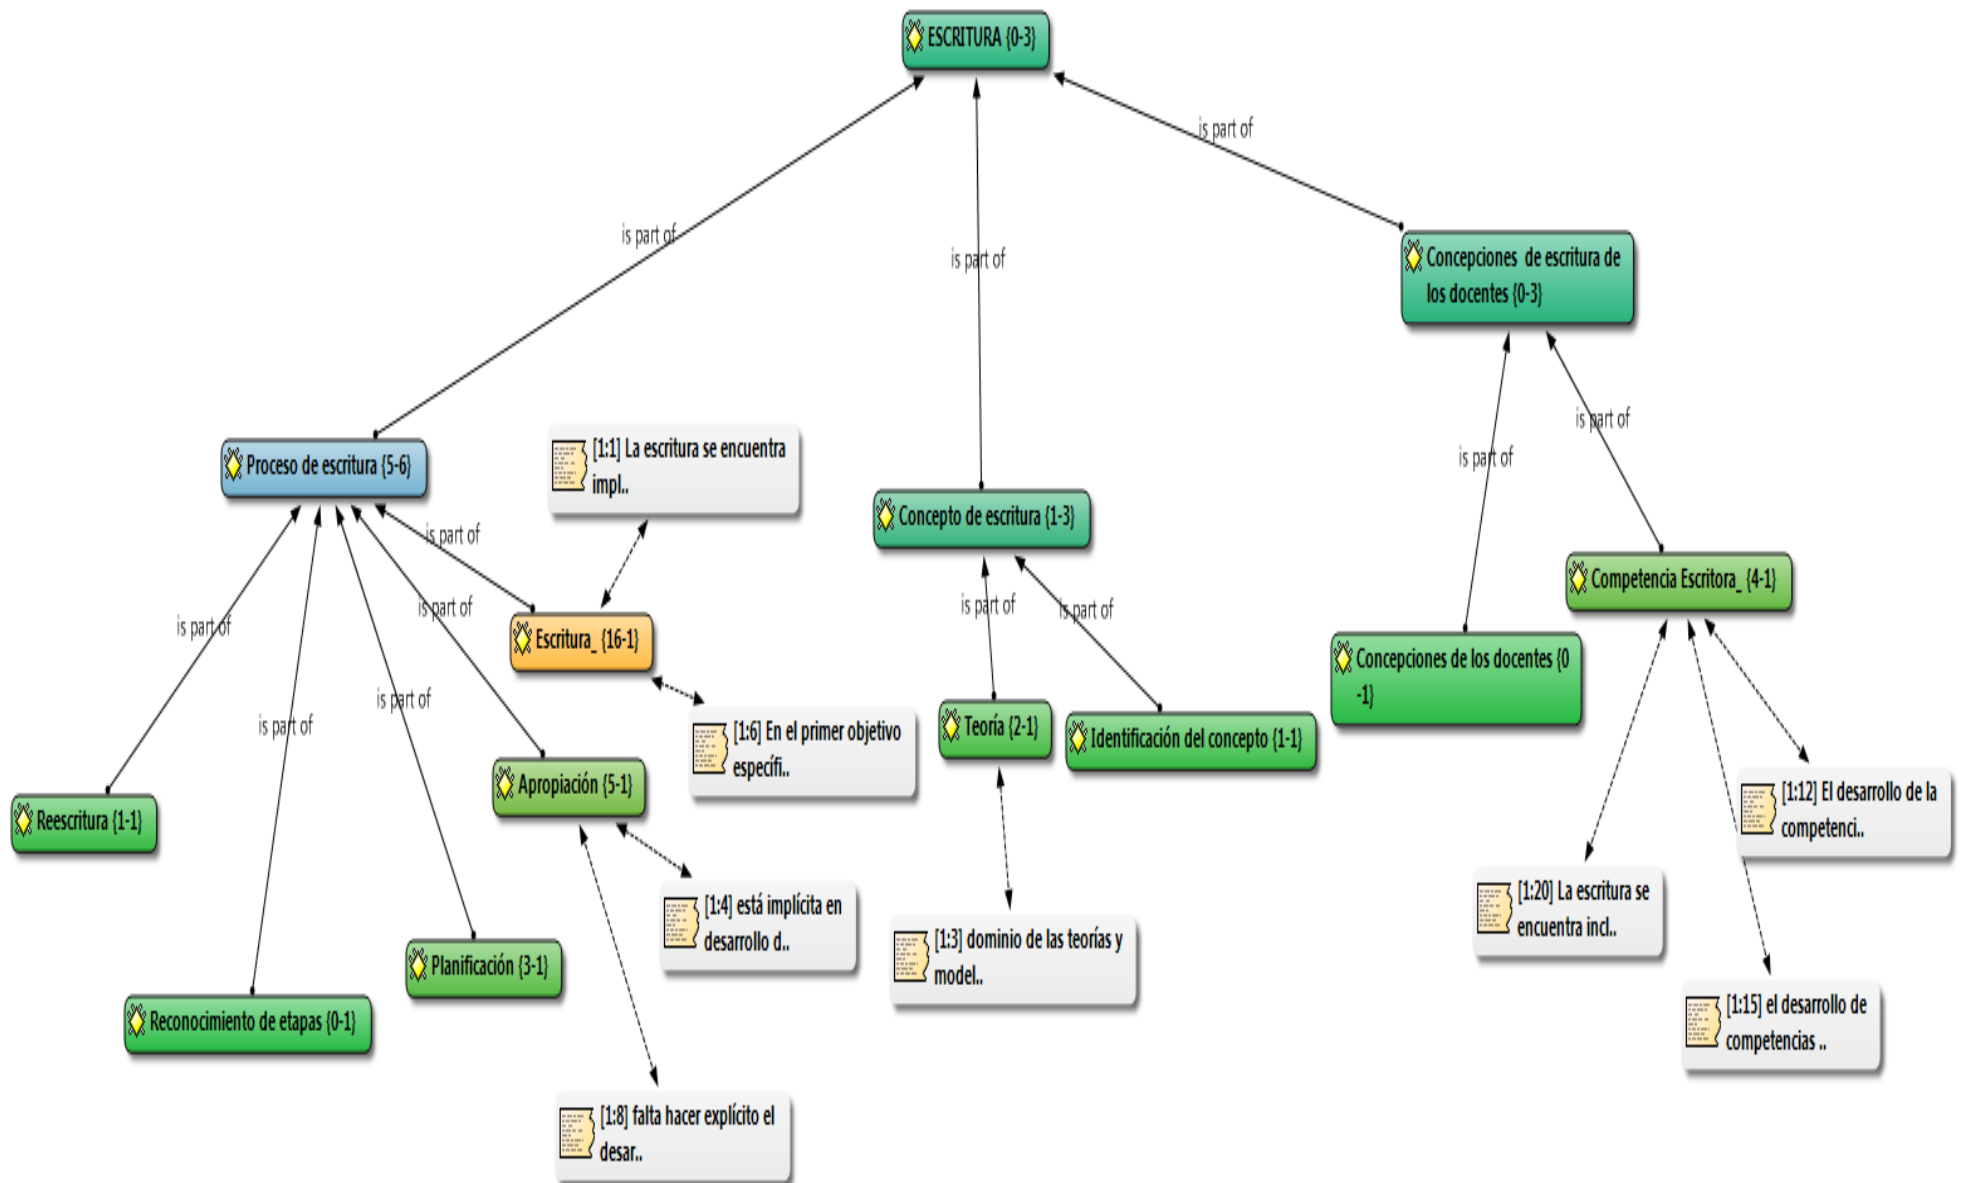 ESCRITURA {0-3}
is part of
is part of
is part of
Concepciones de escritura de
los docentes {0-3}
Proceso de escritura {5-6}
[1:1] La escritura se encuentra
impl..
Concepto de escritura {1-3}
is part of
is part of
is part of
Competencia Escritora_ {4-1}
is part of
is part of
is part of
is part of
Escritura_ {16-1}
Concepciones de los docentes {0
-1}
is part of
is part of
is part of
[1:6] En el primer objetivo
específi..
Teoría {2-1}
Identificación del concepto {1-1}
Reescritura {1-1}
Apropiación {5-1}
[1:12] El desarrollo de la
competenci..
[1:4] está implícita en
desarrollo d..
[1:20] La escritura se
encuentra incl..
Planificación {3-1}
[1:3] dominio de las teorías y
model..
Reconocimiento de etapas {0-1}
[1:15] el desarrollo de
competencias ..
[1:8] falta hacer explícito el
desar..